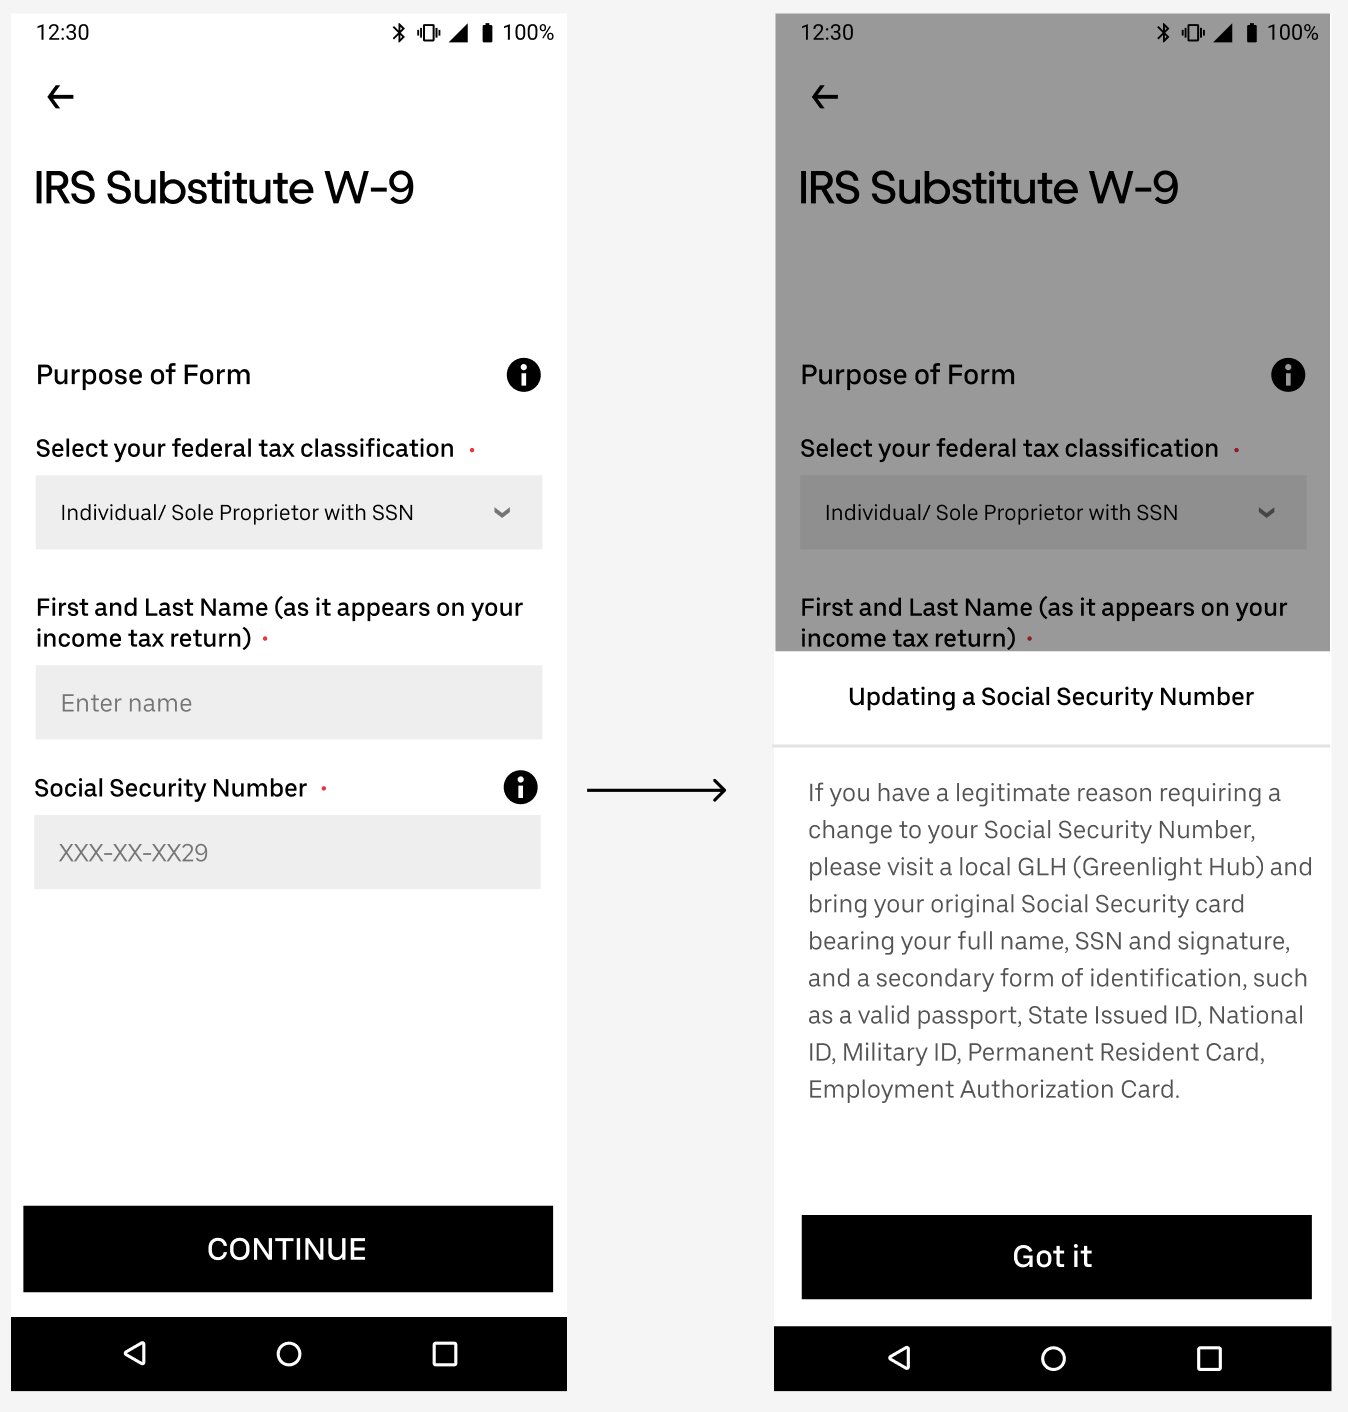 12:30
100%
IRS Substitute W-9
Purpose of Form
Select your federal tax classification
Individual/ Sole Proprietor with SSN
First and Last Name (as it appears on your
income tax return)
Enter name
Social Security Number
XXX-XX-XX29
CONTINUE
12:30
100%
IRS Substitute W-9
Purpose of Form
Select your federal tax classification
Individual/ Sole Proprietor with SSN
First and Last Name (as it appears on your
income tax return)
Updating a Social Security Number
If you have a legitimate reason requiring a
change to your Social Security Number,
please visit a local GLH (Greenlight Hub) and
bring your original Social Security card
bearing your full name, SSN and signature,
and a secondary form of identification, such
as a valid passport, State Issued ID, National
ID, Military ID, Permanent Resident Card,
Employment Authorization Card.
Got it